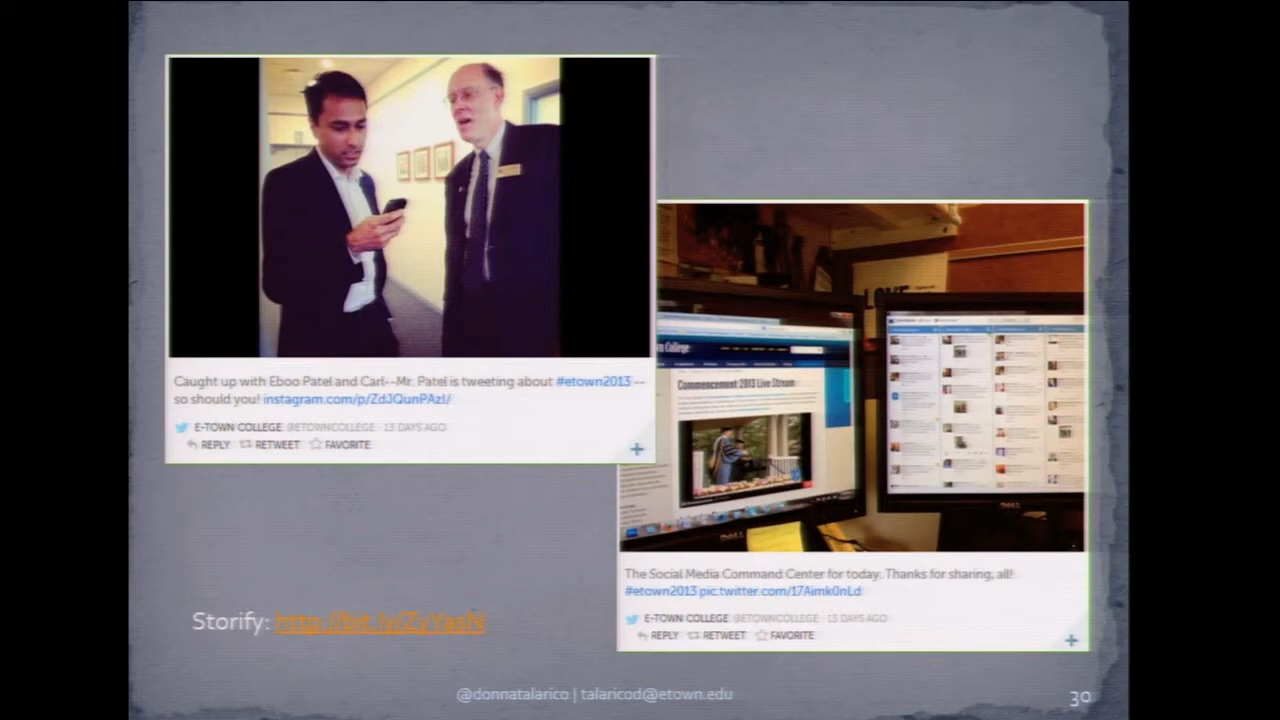 Caught up with Eboo Patel and Carl--Mr. Patel is tweeting about #etown2013 --
so should you! instagram.com/p/ZdJQunPAzI/
E-TOWN COLLEGE @ETOWNCOLLEGE · 13 DAYS AGO
REPLY RETWEET FAVORITE
LOVE
Commencement 2013 Live Stream
DELL
DELL
The Social Media Command Center for today. Thanks for sharing, all!
#etown2013 pic.twitter.com/17Aimk0nLd
E-TOWN COLLEGE @ETOWNCOLLEGE · 13 DAYS AGO
REPLY RETWEET FAVORITE
Storify:
@donnatalarico | talaricod@etown.edu
30